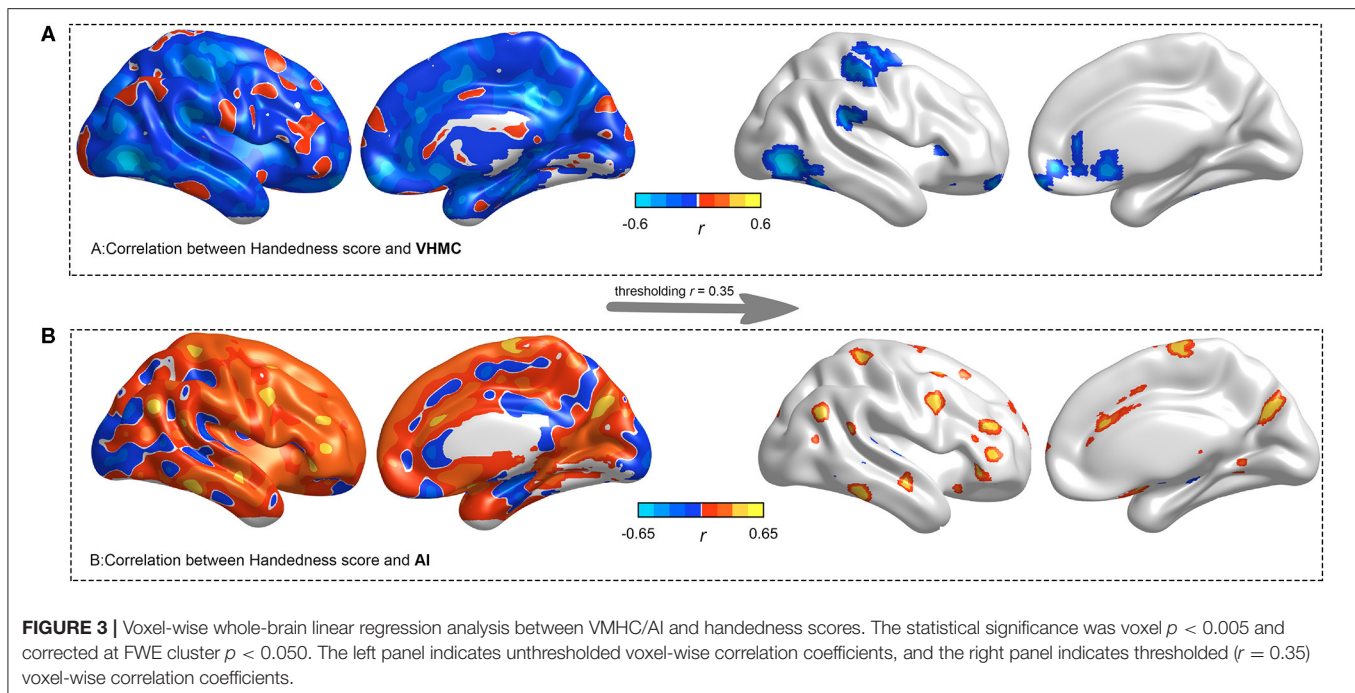 A
-0.6 0.6
r
A:Correlation between Handedness score and VHMC
thresholding r = 0.35
B
-0.65 0.65
r
B:Correlation between Handedness score and AI
FIGURE 3 | Voxel-wise whole-brain linear regression analysis between VMHC/AI and handedness scores. The statistical significance was voxel p < 0.005 and
corrected at FWE cluster p < 0.050. The left panel indicates unthresholded voxel-wise correlation coefficients, and the right panel indicates thresholded (r = 0.35)
voxel-wise correlation coefficients.